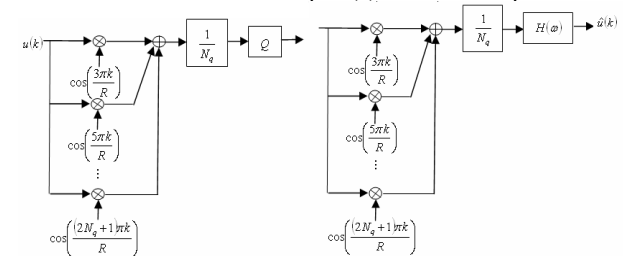 u(k)
1/N_q
Q
1/N_q
H(ω)
û(k)
cos(3πk/R)
cos(3πk/R)
cos(5πk/R)
cos(5πk/R)
⋮
⋮
cos((2N_q+1)πk/R)
cos((2N_q+1)πk/R)